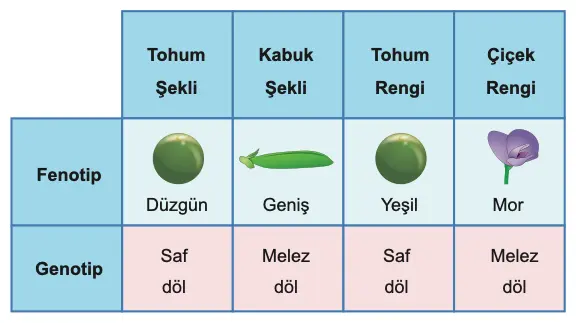 Tohum Şekli
Kabuk Şekli
Tohum Rengi
Çiçek Rengi
Fenotip
Düzgün
Geniş
Yeşil
Mor
Genotip
Saf döl
Melez döl
Saf döl
Melez döl